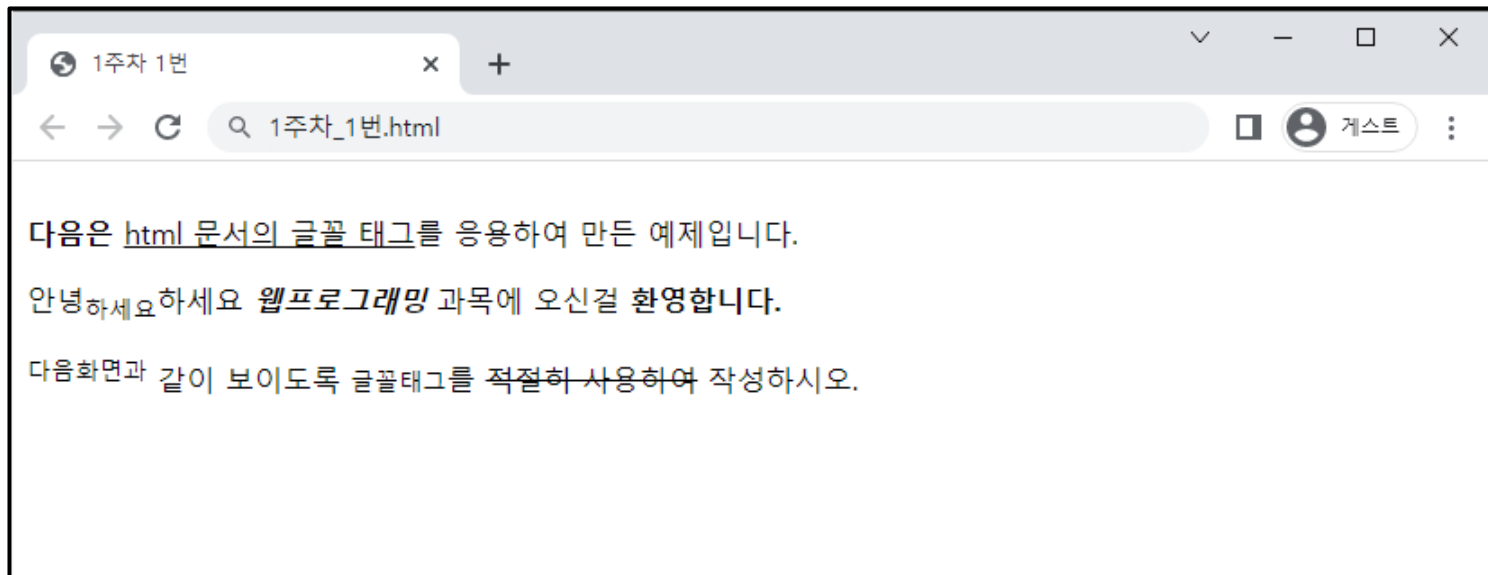 1주차 1번
1주차_1번.html
게스트
다음은 html 문서의 글꼴 태그를 응용하여 만든 예제입니다.
안녕하세요하세요 웹프로그래밍 과목에 오신걸 환영합니다.
다음화면과 같이 보이도록 글꼴태그를 적절히 사용하여 작성하시오.